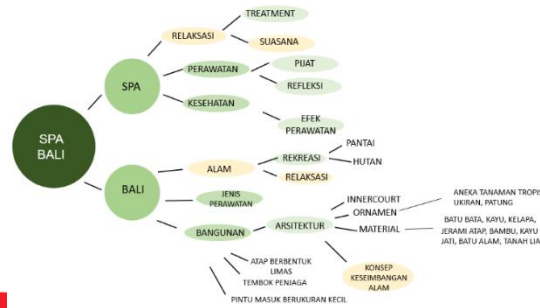 SPA
BALI
SPA
RELAKSASI
TREATMENT
SUASANA
PERAWATAN
PIJAT
REFLEKSI
KESEHATAN
EFEK
PERAWATAN
BALI
ALAM
REKREASI
PANTAI
HUTAN
RELAKSASI
JENIS
PERAWATAN
BANGUNAN
ARSITEKTUR
INNERCOURT
ORNAMEN
ANEKA TANAMAN TROPIS
UKIRAN, PATUNG
MATERIAL
BATU BATA, KAYU, KELAPA,
JERAMI ATAP, BAMBU, KAYU
JATI, BATU ALAM, TANAH LIA
KONSEP
KESEIMBANGAN
ALAM
ATAP BERBENTUK
LIMAS
TEMBOK PENJAGA
PINTU MASUK BERUKURAN KECIL